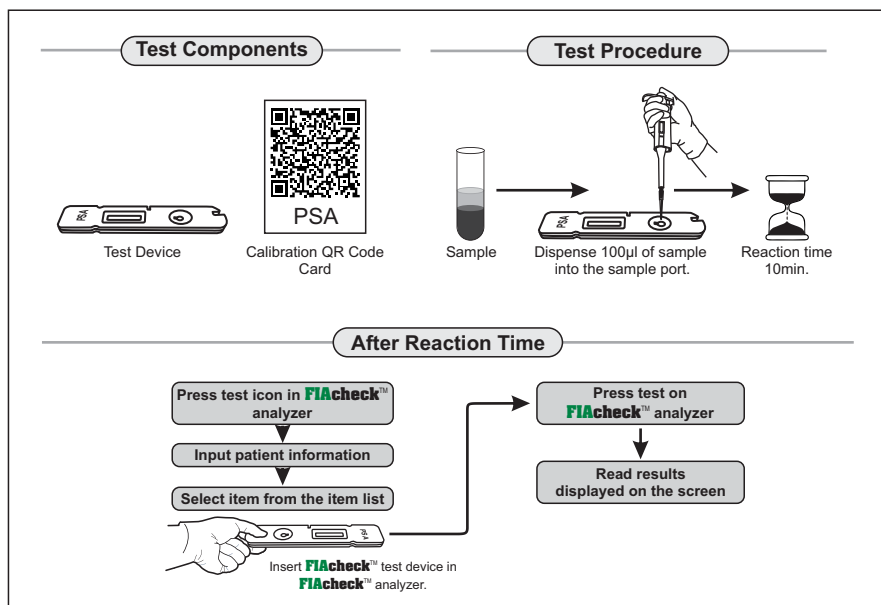 Test Components
PSA
PSA
Test Device
Calibration QR Code
Card
Test Procedure
PSA
Sample
Dispense 100µl of sample
into the sample port.
Reaction time
10min.
After Reaction Time
Press test icon in FIAcheck™
analyzer
Input patient information
Select item from the item list
PSA
Insert FIAcheck™ test device in
FIAcheck™ analyzer.
Press test on
FIAcheck™ analyzer
Read results
displayed on the screen